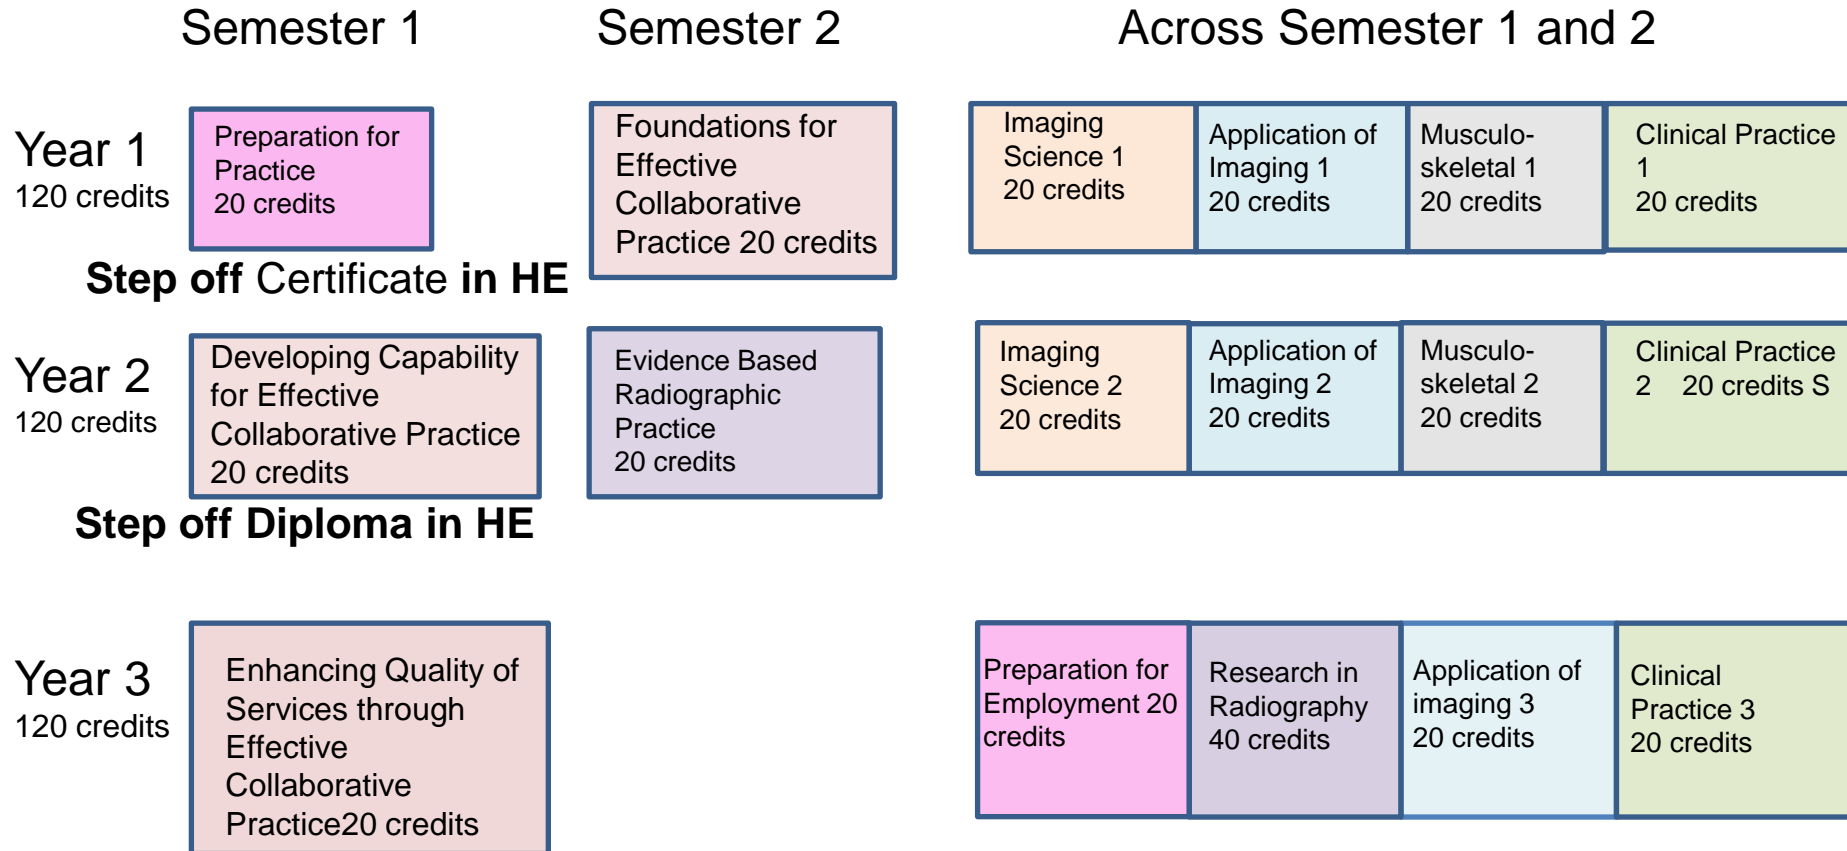 Semester 1
Semester 2
Across Semester 1 and 2
Year 1
120 credits
Preparation for
Practice
20 credits
Foundations for
Effective
Collaborative
Practice 20 credits
Imaging
Science 1
20 credits
Application of
Imaging 1
20 credits
Musculo-
skeletal 1
20 credits
Clinical Practice
1
20 credits
Step off Certificate in HE
Year 2
120 credits
Developing Capability
for Effective
Collaborative Practice
20 credits
Evidence Based
Radiographic
Practice
20 credits
Imaging
Science 2
20 credits
Application of
Imaging 2
20 credits
Musculo-
skeletal 2
20 credits
Clinical Practice
2 20 credits S
Step off Diploma in HE
Year 3
120 credits
Enhancing Quality of
Services through
Effective
Collaborative
Practice20 credits
Preparation for
Employment 20
credits
Research in
Radiography
40 credits
Application of
imaging 3
20 credits
Clinical
Practice 3
20 credits